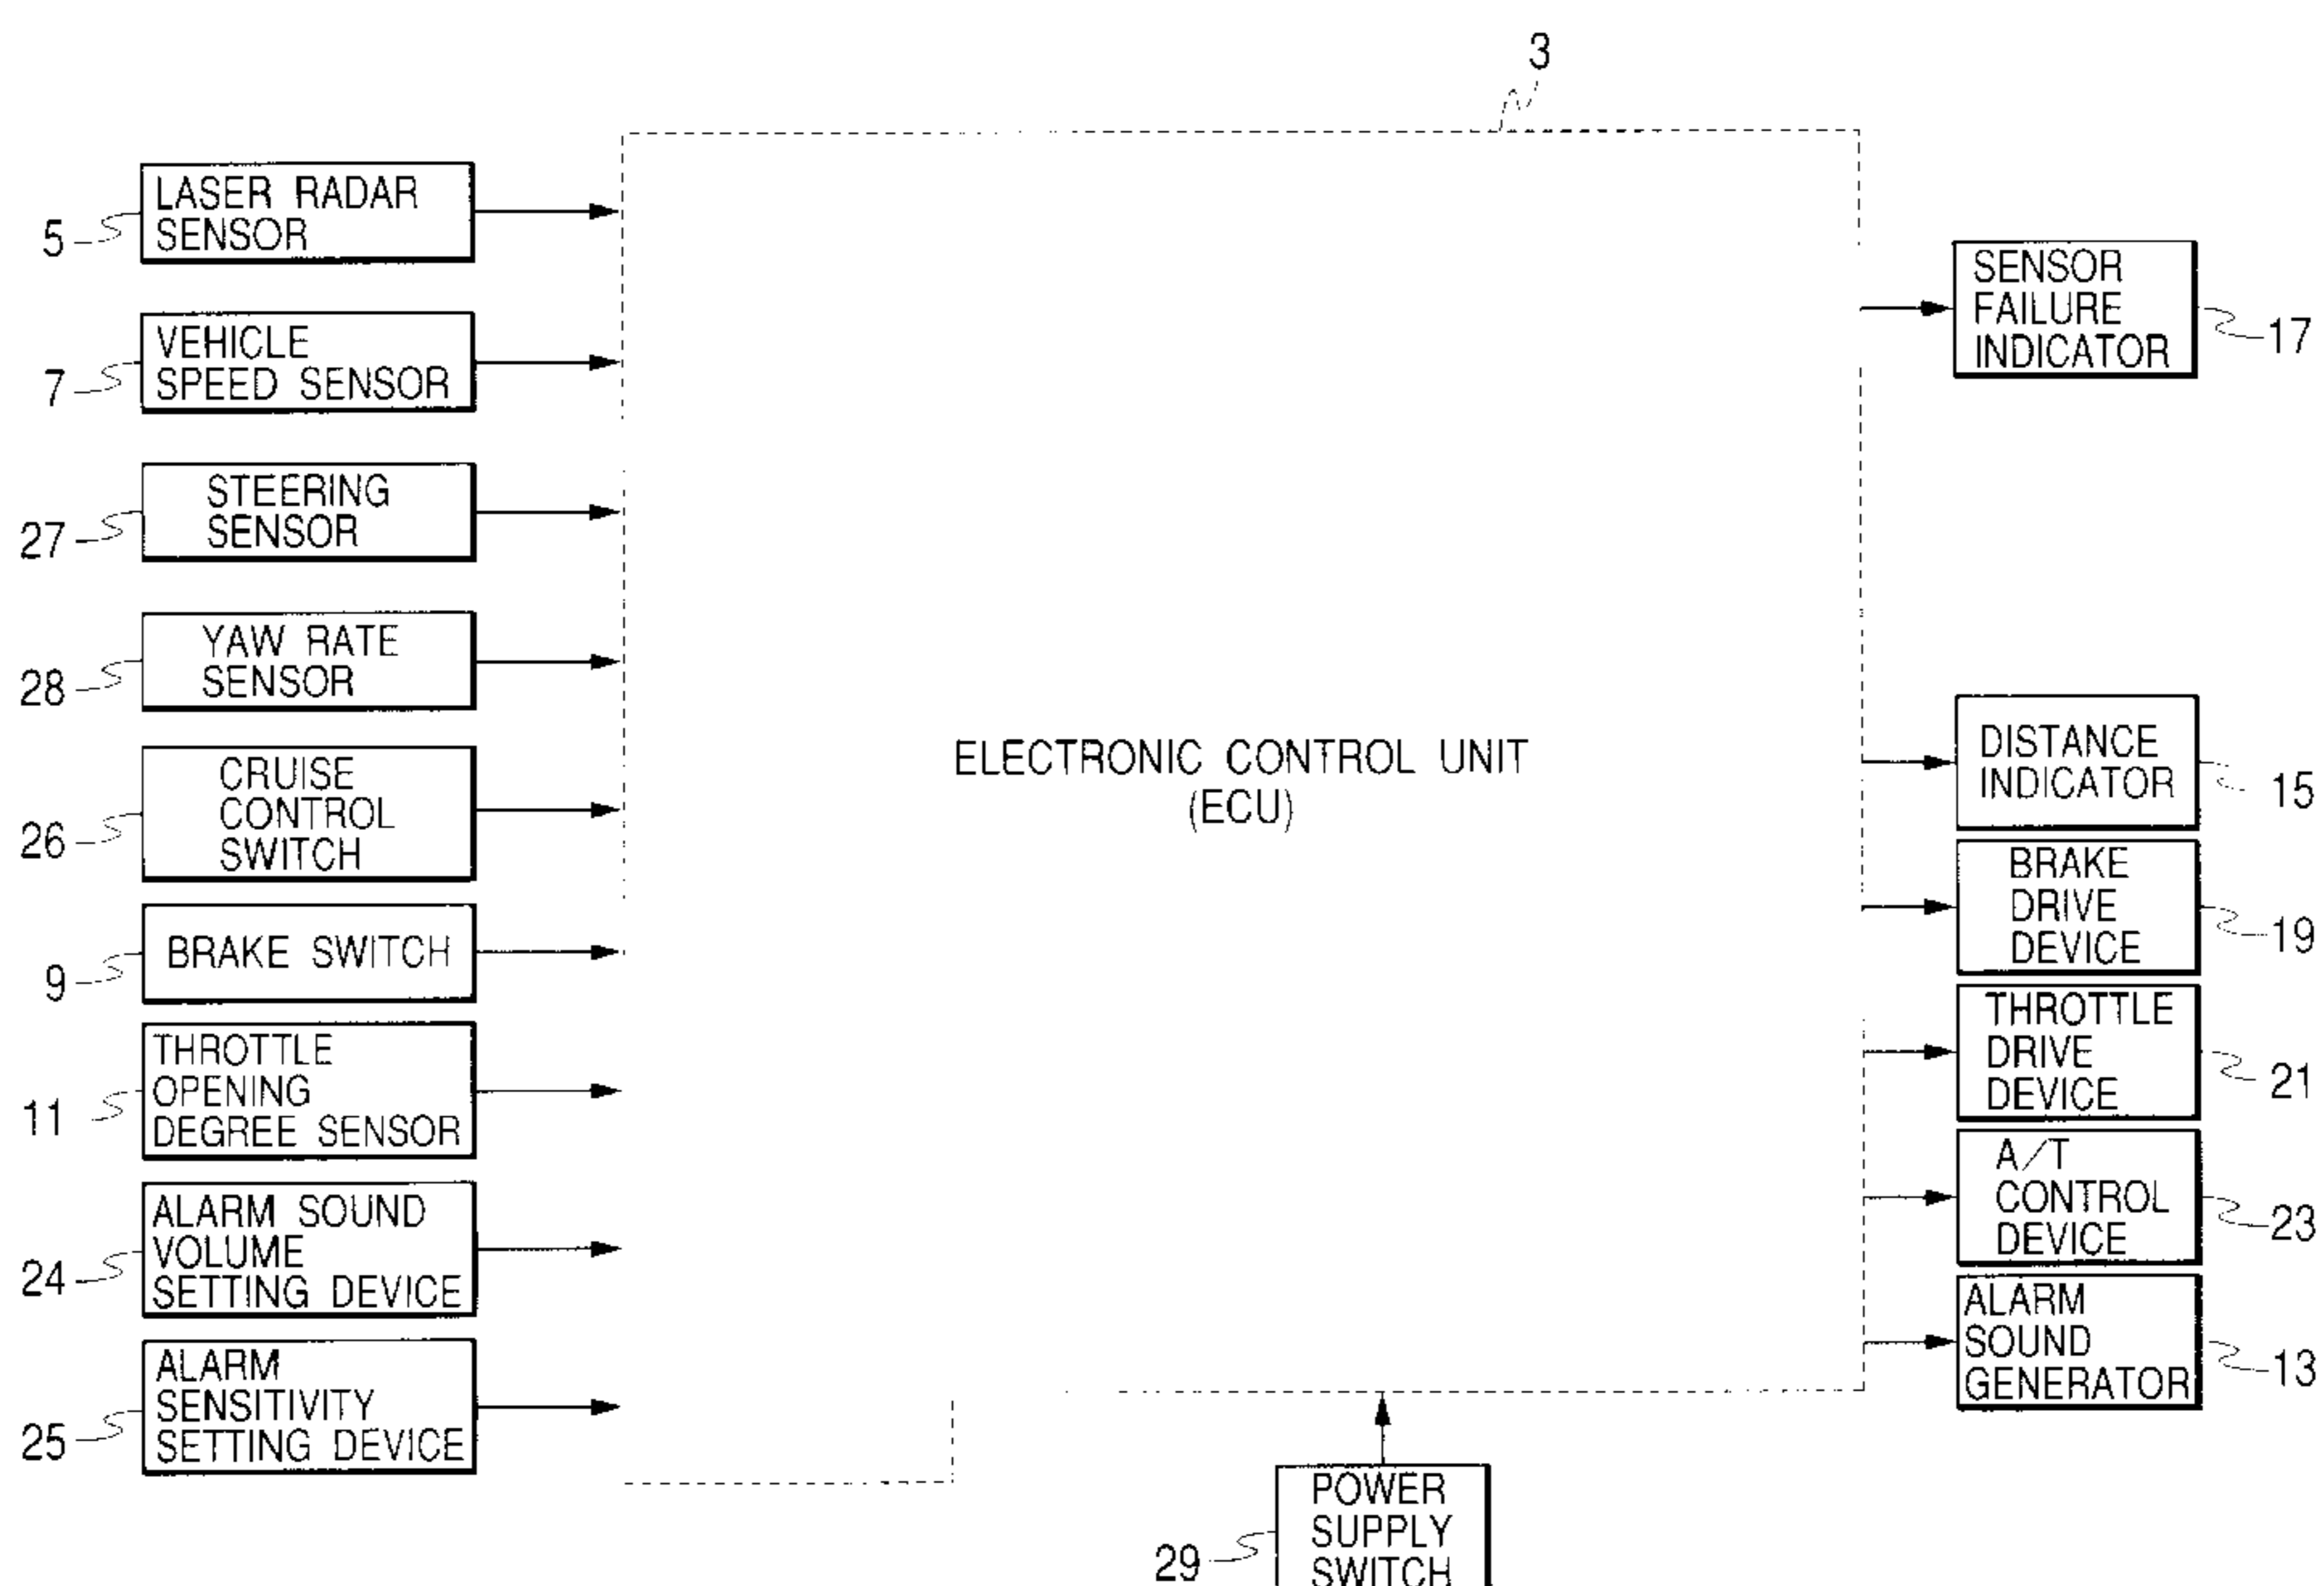 3
LASER RADAR
SENSOR
5
VEHICLE
SPEED SENSOR
7
STEERING
SENSOR
27
YAW RATE
SENSOR
28
CRUISE
CONTROL
SWITCH
26
BRAKE SWITCH
9
THROTTLE
OPENING
DEGREE SENSOR
11
ALARM SOUND
VOLUME
SETTING DEVICE
24
ALARM
SENSITIVITY
SETTING DEVICE
25
ELECTRONIC CONTROL UNIT
(ECU)
SENSOR
FAILURE
INDICATOR
17
DISTANCE
INDICATOR
15
BRAKE
DRIVE
DEVICE
19
THROTTLE
DRIVE
DEVICE
21
A/T
CONTROL
DEVICE
23
ALARM
SOUND
GENERATOR
13
POWER
SUPPLY
SWITCH
29